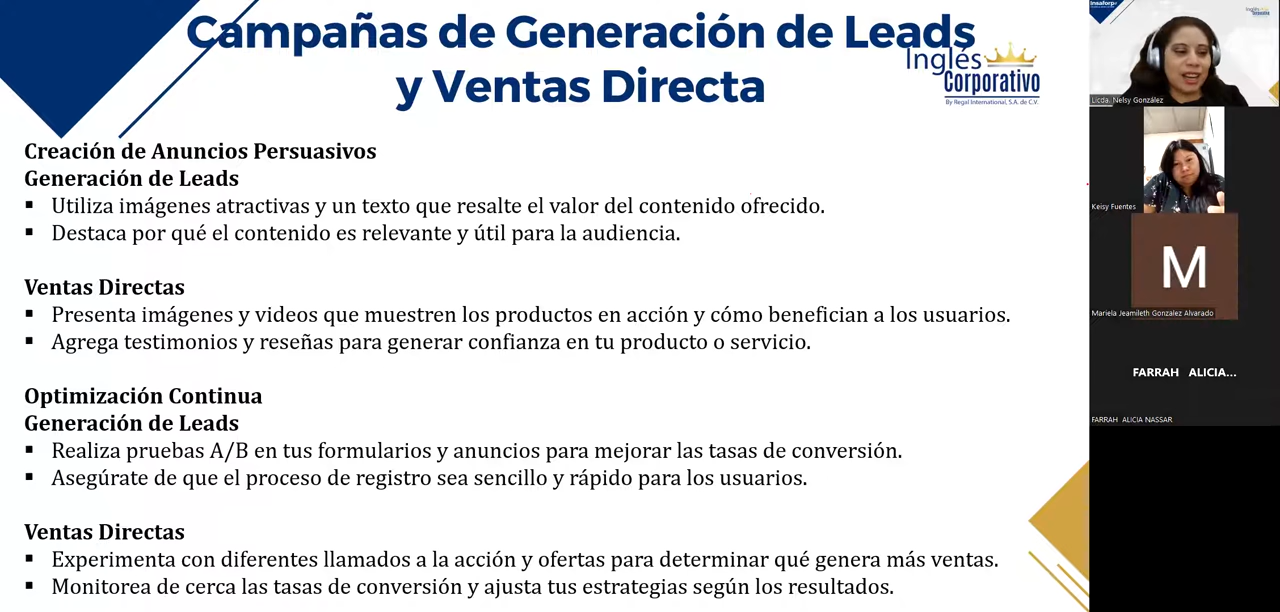 Campañas de Generación de Leads
y Ventas Directa
Inglés
Corporativo
By Regal International, S.A. de C.V.
Creación de Anuncios Persuasivos
Generación de Leads
▪ Utiliza imágenes atractivas y un texto que resalte el valor del contenido ofrecido.
▪ Destaca por qué el contenido es relevante y útil para la audiencia.
Ventas Directas
▪ Presenta imágenes y videos que muestren los productos en acción y cómo benefician a los usuarios.
▪ Agrega testimonios y reseñas para generar confianza en tu producto o servicio.
Optimización Continua
Generación de Leads
▪ Realiza pruebas A/B en tus formularios y anuncios para mejorar las tasas de conversión.
▪ Asegúrate de que el proceso de registro sea sencillo y rápido para los usuarios.
Ventas Directas
▪ Experimenta con diferentes llamados a la acción y ofertas para determinar qué genera más ventas.
▪ Monitorea de cerca las tasas de conversión y ajusta tus estrategias según los resultados.
Insaforp
Licda. Nelsy González
Keisy Fuentes
M
Mariela Jeamileth Gonzalez Alvarado
FARRAH ALICIA...
FARRAH ALICIA NASSAR